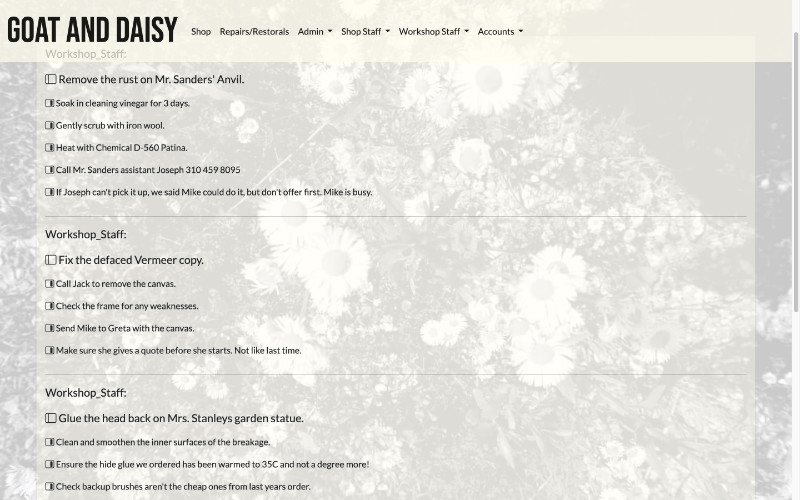 GOAT AND DAISY
Shop Repairs/Restorals Admin Shop Staff Workshop Staff Accounts
Workshop_Staff:
Remove the rust on Mr. Sanders' Anvil.
Soak in cleaning vinegar for 3 days.
Gently scrub with iron wool.
Heat with Chemical D-560 Patina.
Call Mr. Sanders assistant Joseph 310 459 8095
If Joseph can't pick it up, we said Mike could do it, but don't offer first. Mike is busy.
Workshop_Staff:
Fix the defaced Vermeer copy.
Call Jack to remove the canvas.
Check the frame for any weaknesses.
Send Mike to Greta with the canvas.
Make sure she gives a quote before she starts. Not like last time.
Workshop_Staff:
Glue the head back on Mrs. Stanleys garden statue.
Clean and smoothen the inner surfaces of the breakage.
Ensure the hide glue we ordered has been warmed to 35C and not a degree more!
Check backup brushes aren't the cheap ones from last years order.